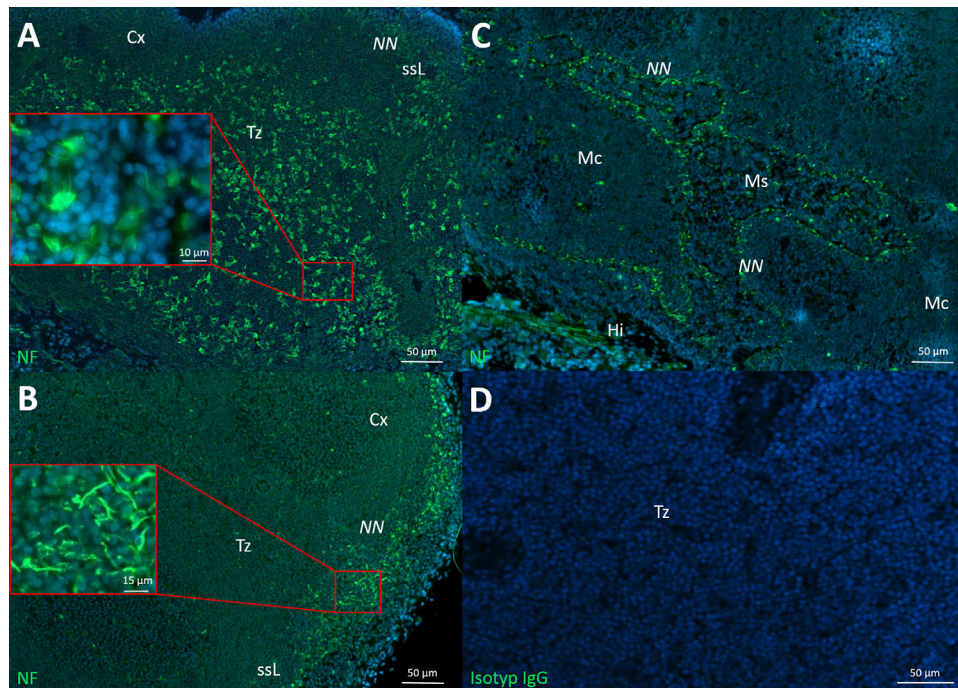 A
Cx
NN
ssL
Tz
10 µm
NF
50 µm
C
NN
Mc
Ms
NN
Mc
Hi
NF
50 µm
B
Cx
NN
Tz
15 µm
ssL
NF
50 µm
D
Tz
Isotyp IgG
50 µm